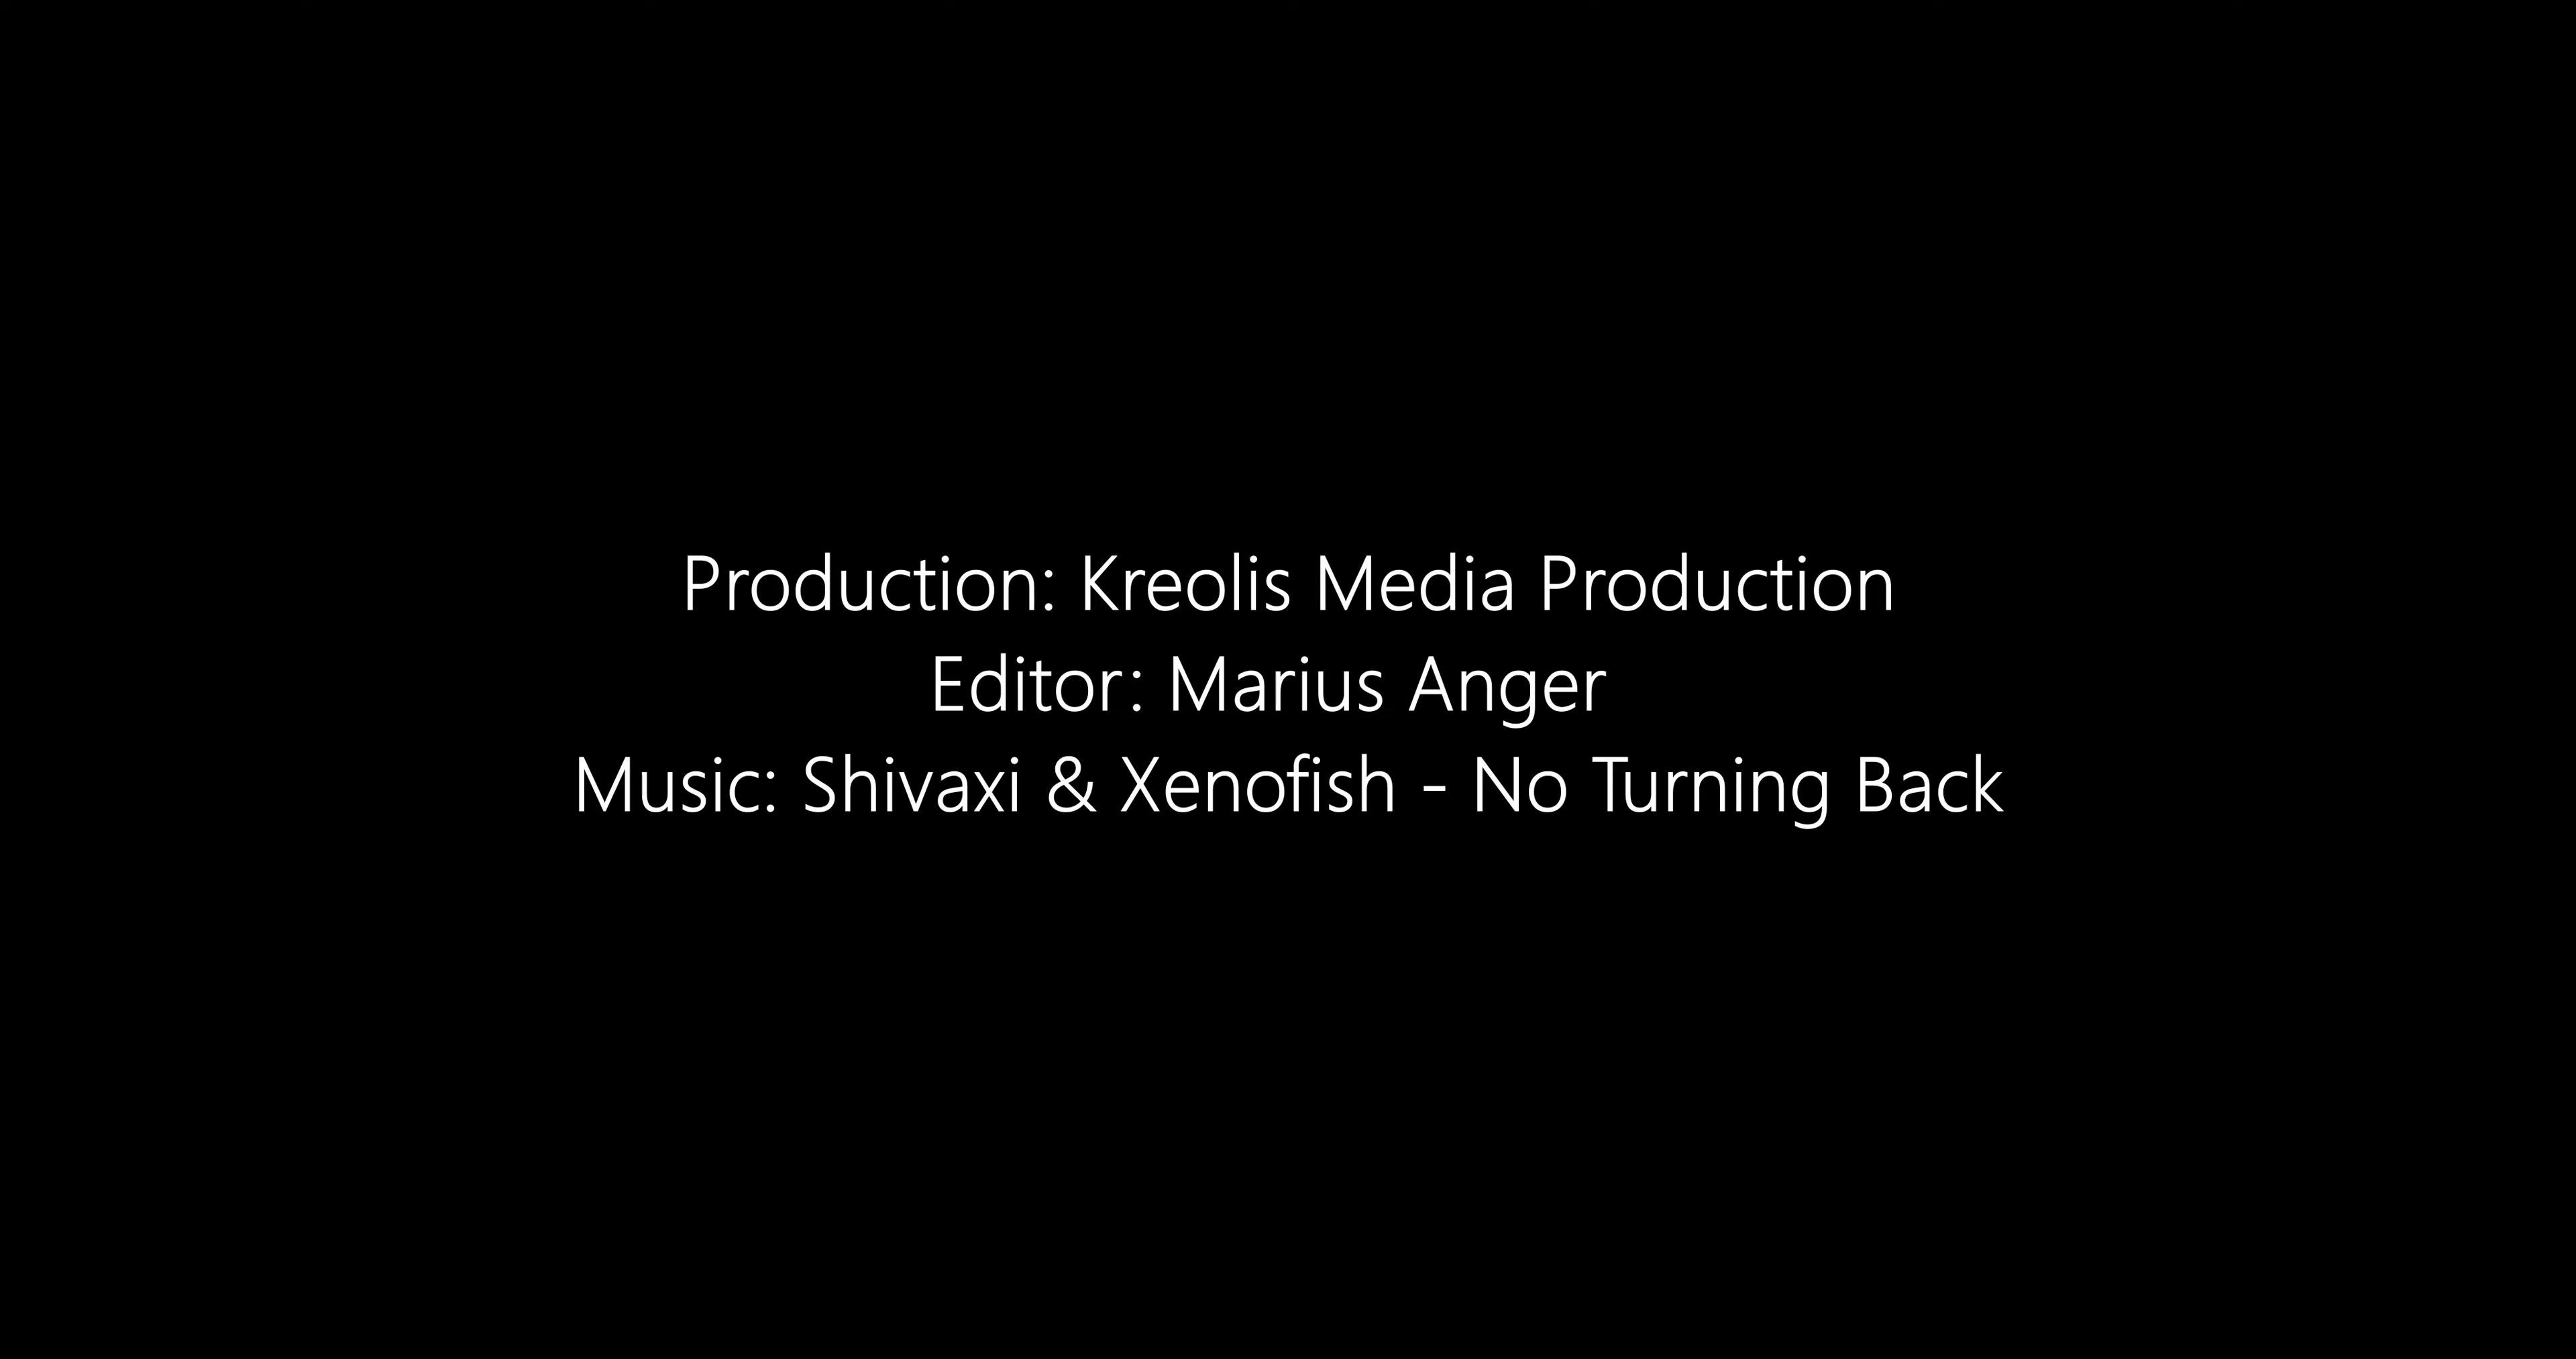 Production: Kreolis Media Production
Editor: Marius Anger
Music: Shivaxi & Xenofish - No Turning Back